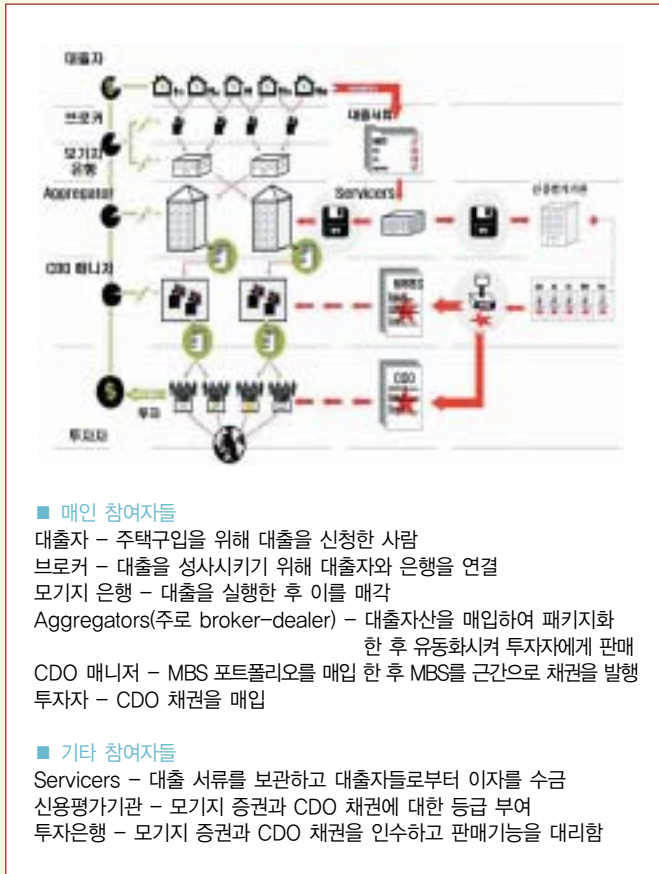 대출자
브로커
대출서류
모기지
은행
Aggregator
Servicers
신용평가기관
CDO 매니저
CDO
투자
투자자
■ 매인 참여자들
대출자 – 주택구입을 위해 대출을 신청한 사람
브로커 – 대출을 성사시키기 위해 대출자와 은행을 연결
모기지 은행 – 대출을 실행한 후 이를 매각
Aggregators(주로 broker-dealer) – 대출자산을 매입하여 패키지화
한 후 유동화시켜 투자자에게 판매
CDO 매니저 – MBS 포트폴리오를 매입 한 후 MBS를 근간으로 채권을 발행
투자자 – CDO 채권을 매입
■ 기타 참여자들
Servicers – 대출 서류를 보관하고 대출자들로부터 이자를 수금
신용평가기관 – 모기지 증권과 CDO 채권에 대한 등급 부여
투자은행 – 모기지 증권과 CDO 채권을 인수하고 판매기능을 대리함